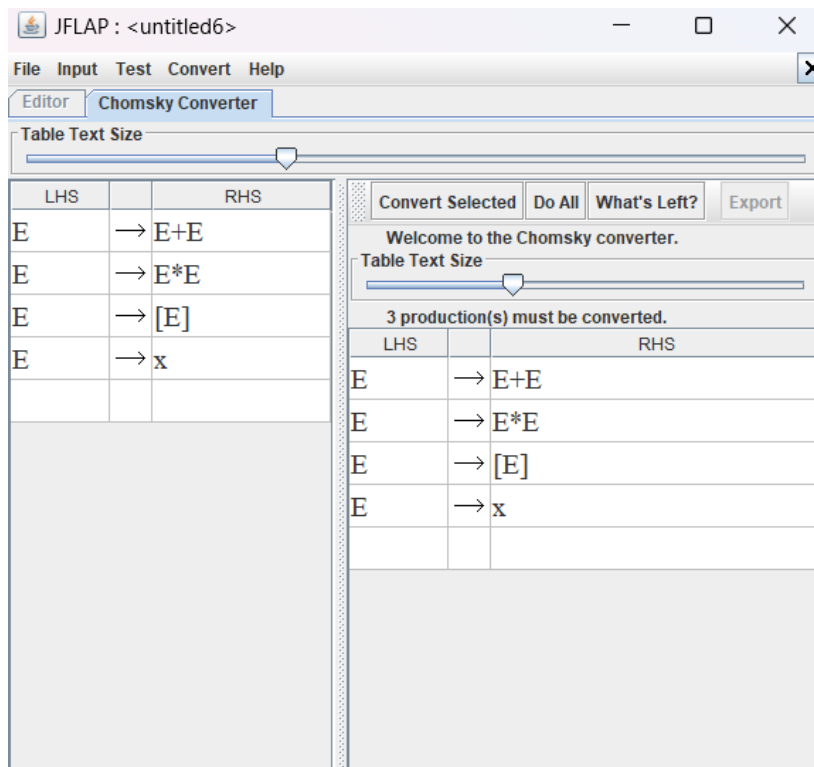 JFLAP : <untitled6>
File Input Test Convert Help
Editor Chomsky Converter
Table Text Size
LHS RHS
E → E+E
E → E*E
E → [E]
E → x
Convert Selected Do All What's Left? Export
Welcome to the Chomsky converter.
Table Text Size
3 production(s) must be converted.
LHS RHS
E → E+E
E → E*E
E → [E]
E → x